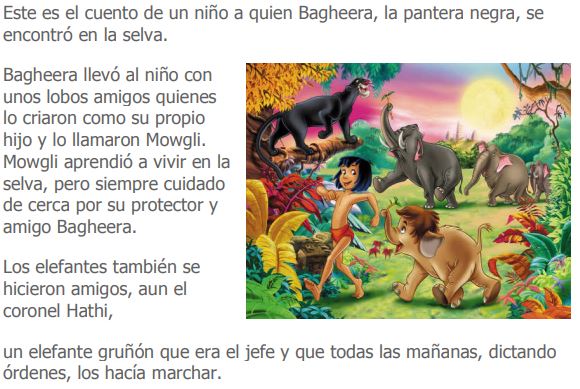 Este es el cuento de un niño a quien Bagheera, la pantera negra, se
encontró en la selva.
Bagheera llevó al niño con
unos lobos amigos quienes
lo criaron como su propio
hijo y lo llamaron Mowgli.
Mowgli aprendió a vivir en la
selva, pero siempre cuidado
de cerca por su protector y
amigo Bagheera.
Los elefantes también se
hicieron amigos, aun el
coronel Hathi,
un elefante gruñón que era el jefe y que todas las mañanas, dictando
órdenes, los hacía marchar.